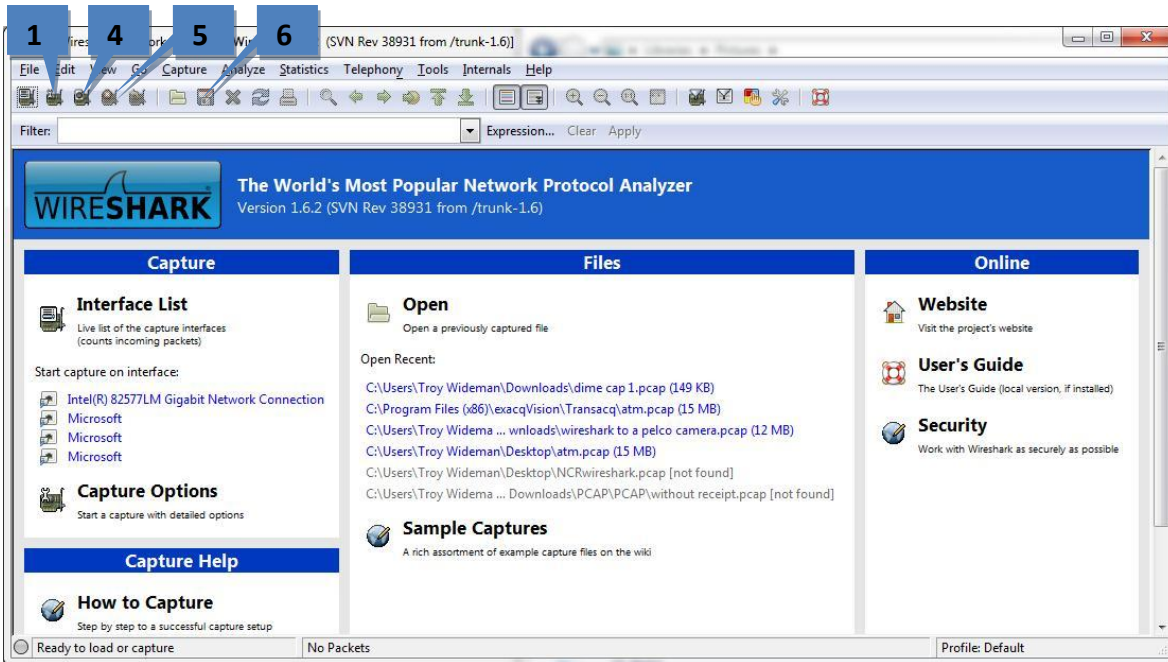 1 4 5 6
(SVN Rev 38931 from /trunk-1.6)]
File Edit View Go Capture Analyze Statistics Telephony Tools Internals Help
Filter: Expression... Clear Apply
WIRESHARK
The World's Most Popular Network Protocol Analyzer
Version 1.6.2 (SVN Rev 38931 from /trunk-1.6)
Capture
Interface List
Live list of the capture interfaces
(counts incoming packets)
Start capture on interface:
Intel(R) 82577LM Gigabit Network Connection
Microsoft
Microsoft
Microsoft
Capture Options
Start a capture with detailed options
Capture Help
How to Capture
Step by step to a successful capture setup
Files
Open
Open a previously captured file
Open Recent:
C:\Users\Troy Wideman\Downloads\dime cap 1.pcap (149 KB)
C:\Program Files (x86)\exacqVision\Transacq\atm.pcap (15 MB)
C:\Users\Troy Widema ... wnloads\wireshark to a pelco camera.pcap (12 MB)
C:\Users\Troy Wideman\Desktop\atm.pcap (15 MB)
C:\Users\Troy Wideman\Desktop\NCRwireshark.pcap [not found]
C:\Users\Troy Widema ... Downloads\PCAP\PCAP\without receipt.pcap [not found]
Sample Captures
A rich assortment of example capture files on the wiki
Online
Website
Visit the project's website
User's Guide
The User's Guide (local version, if installed)
Security
Work with Wireshark as securely as possible
Ready to load or capture
No Packets
Profile: Default